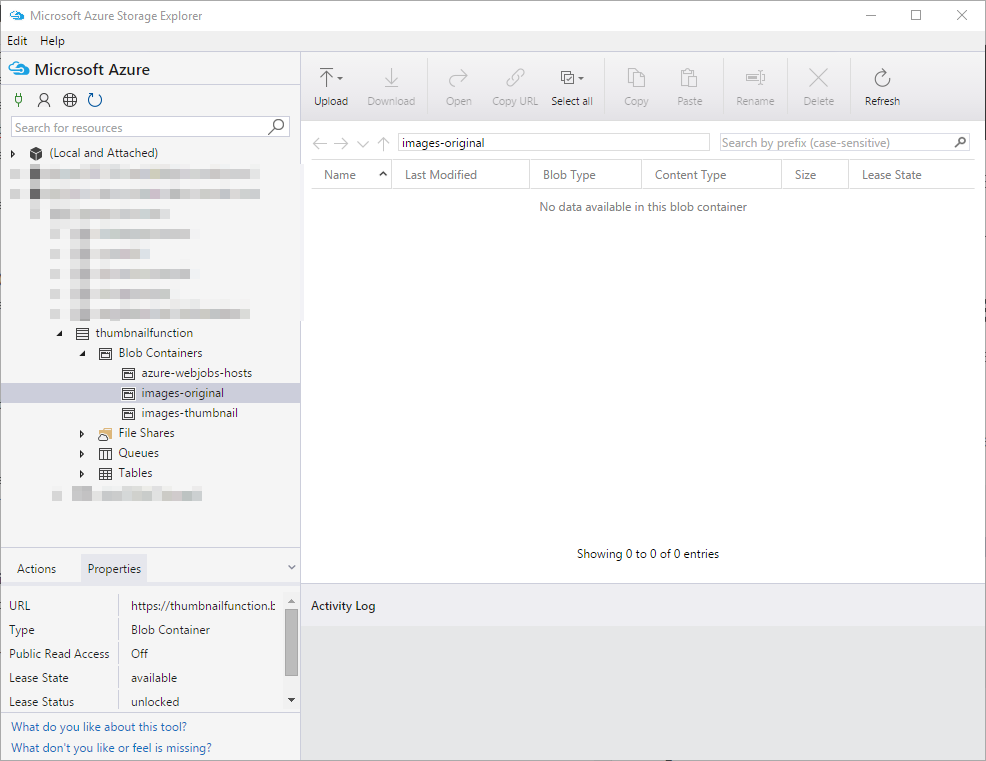 Microsoft Azure Storage Explorer
Edit Help
Microsoft Azure
Search for resources
(Local and Attached)
thumbnailfunction
Blob Containers
azure-webjobs-hosts
images-original
images-thumbnail
File Shares
Queues
Tables
Actions Properties
URL https://thumbnailfunction.b
Type Blob Container
Public Read Access Off
Lease State available
Lease Status unlocked
What do you like about this tool?
What don't you like or feel is missing?
Upload Download Open Copy URL Select all Copy Paste Rename Delete Refresh
images-original Search by prefix (case-sensitive)
Name Last Modified Blob Type Content Type Size Lease State
No data available in this blob container
Showing 0 to 0 of 0 entries
Activity Log